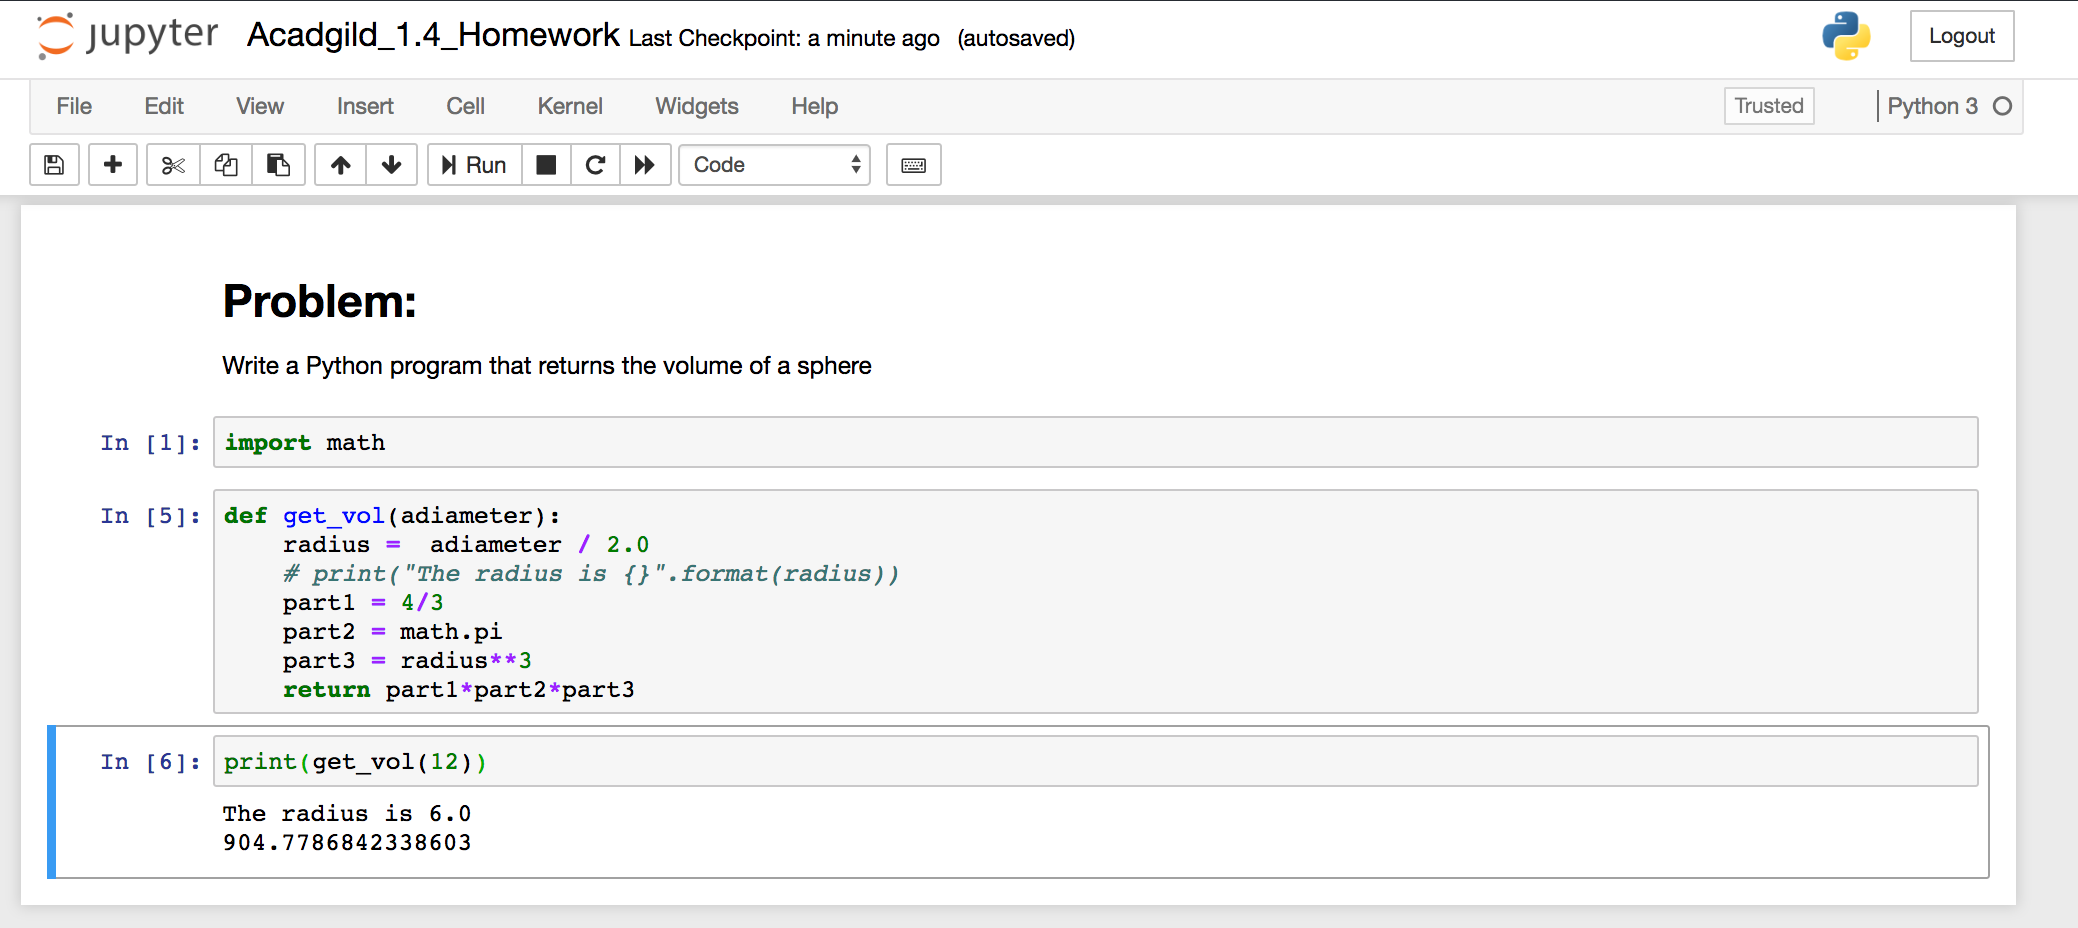 jupyter Acadgild_1.4_Homework Last Checkpoint: a minute ago (autosaved) Logout
File Edit View Insert Cell Kernel Widgets Help Trusted Python 3
Run Code
Problem:
Write a Python program that returns the volume of a sphere
In [1]: import math
In [5]: def get_vol(adiameter):
    radius =  adiameter / 2.0
    # print("The radius is {}".format(radius))
    part1 = 4/3
    part2 = math.pi
    part3 = radius**3
    return part1*part2*part3
In [6]: print(get_vol(12))
The radius is 6.0
904.7786842338603